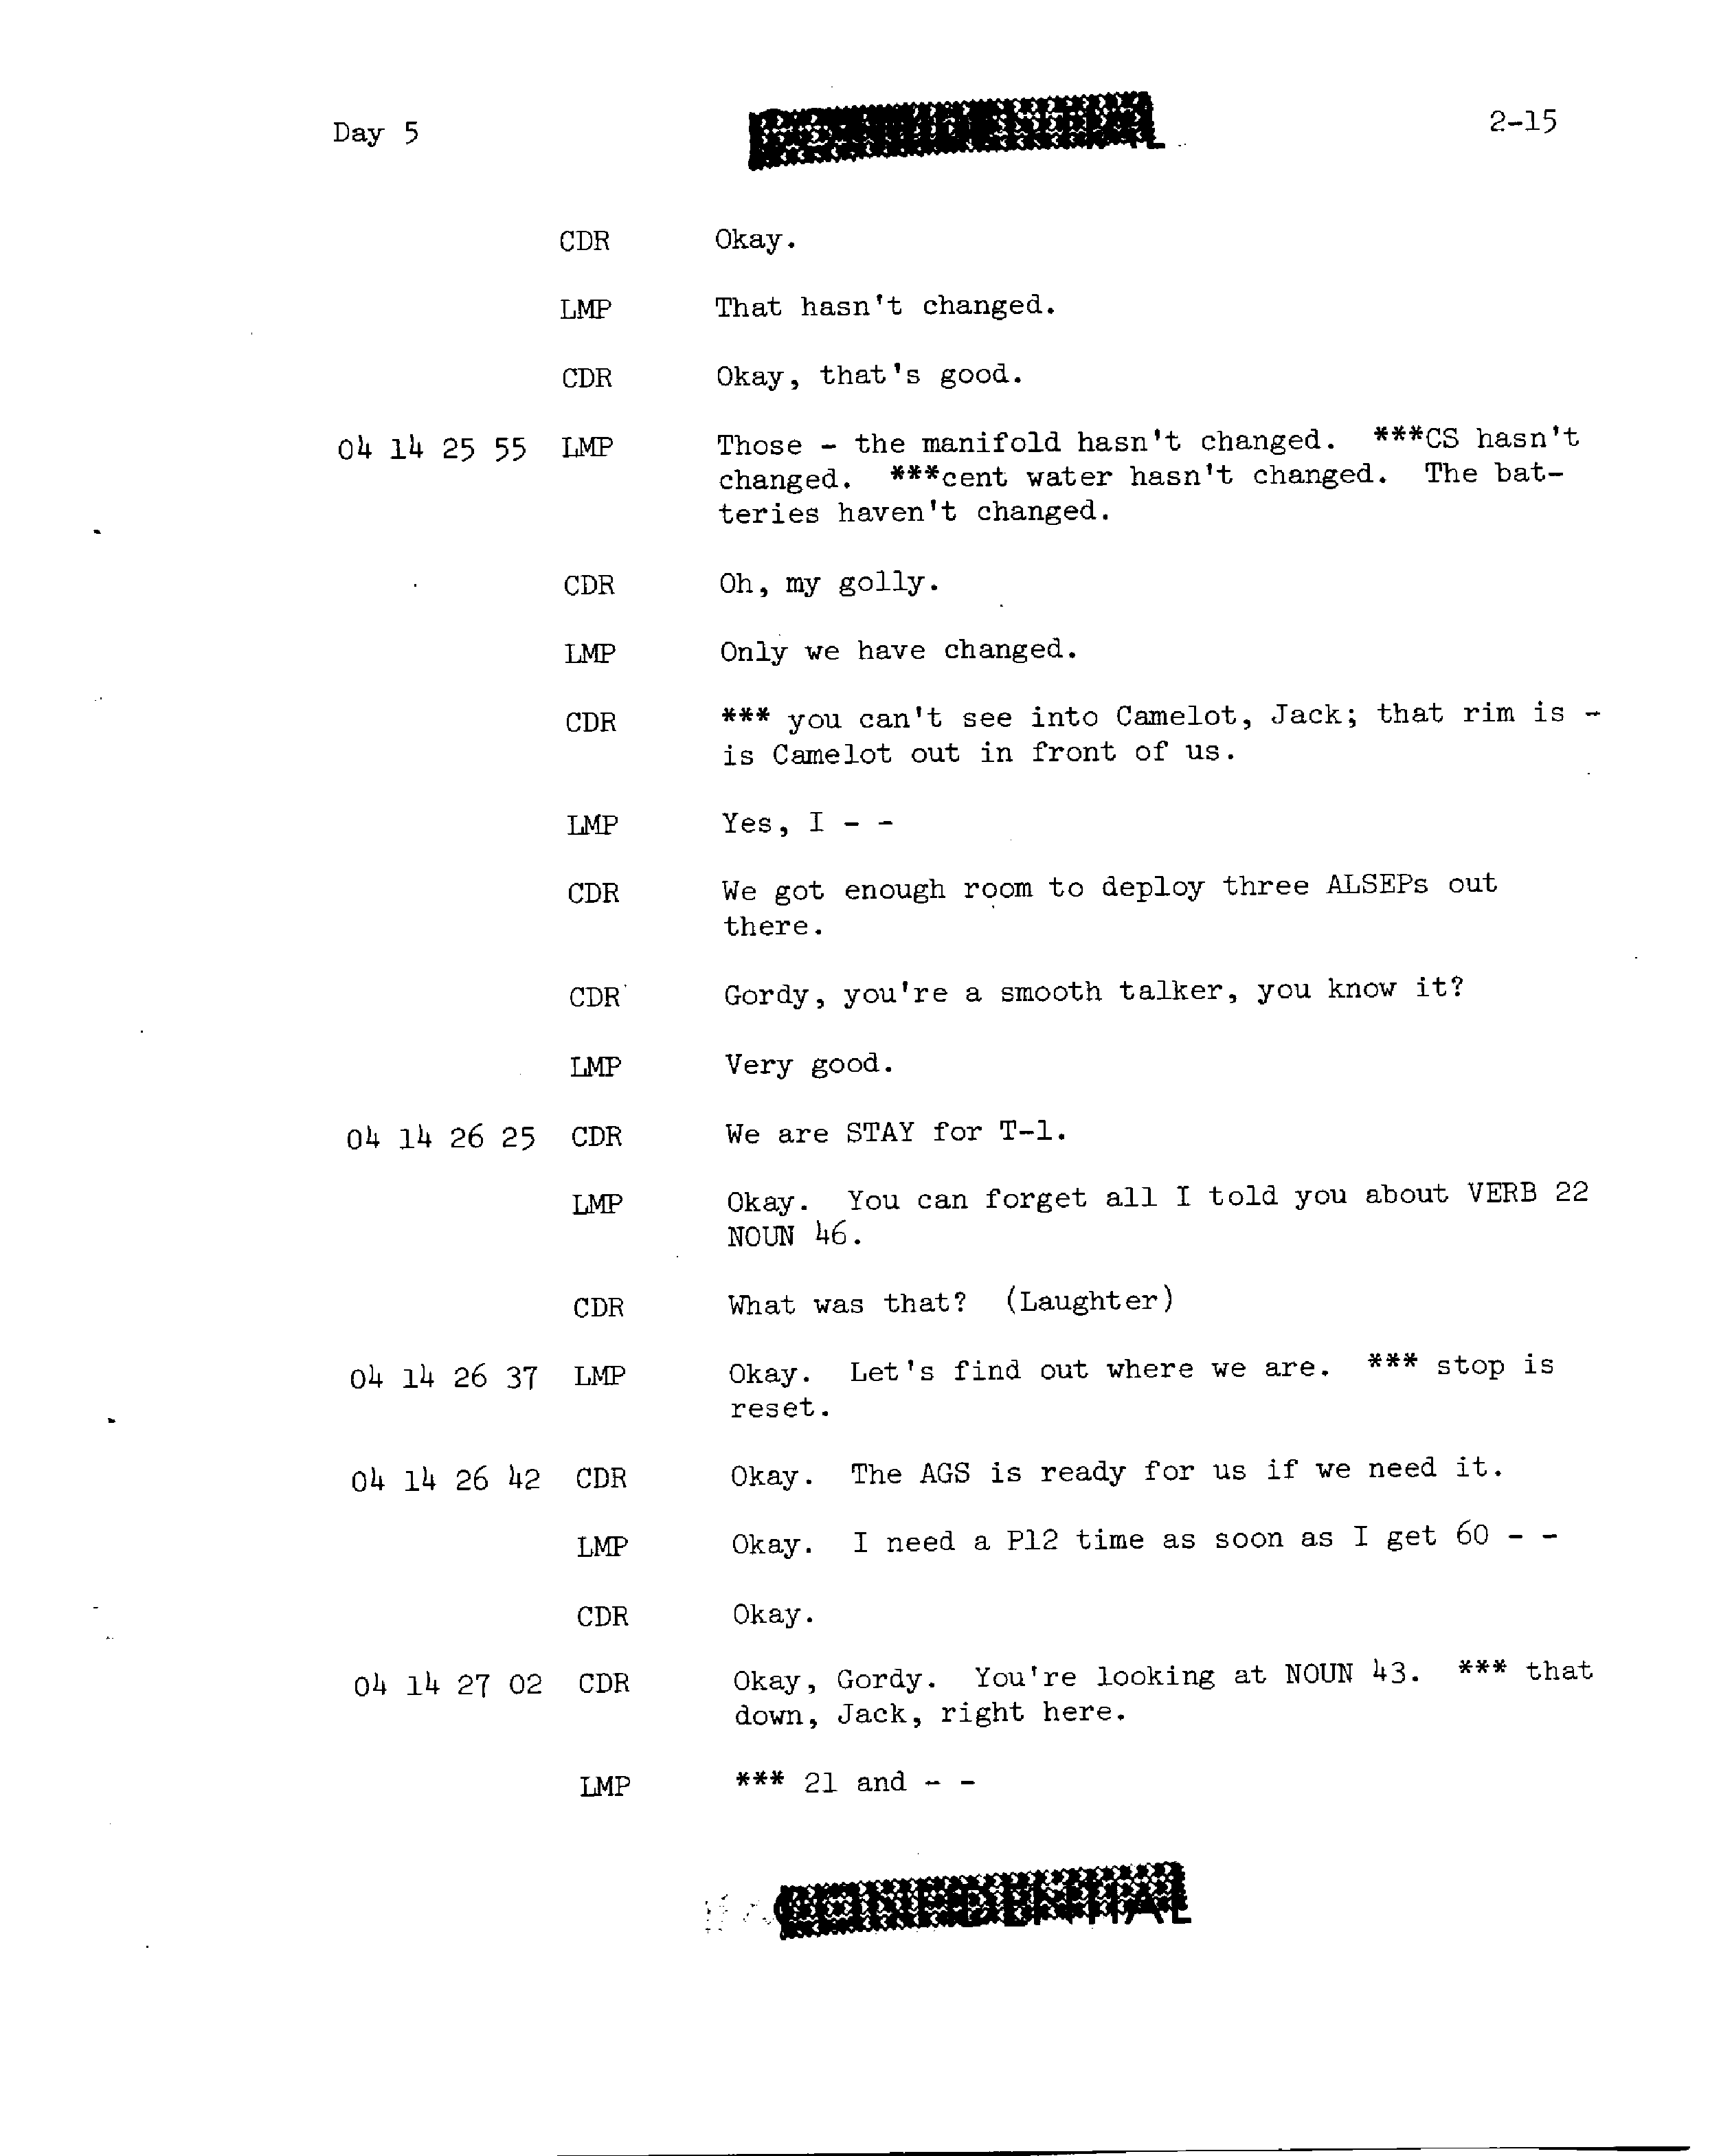 Day 5
CONFIDENTIAL
2-15
CDR Okay.
LMP That hasn't changed.
CDR Okay, that's good.
04 14 25 55 LMP Those - the manifold hasn't changed. ***CS hasn't
changed. ***cent water hasn't changed. The bat-
teries haven't changed.
CDR Oh, my golly.
LMP Only we have changed.
CDR *** you can't see into Camelot, Jack; that rim is -
is Camelot out in front of us.
LMP Yes, I - -
CDR We got enough room to deploy three ALSEPs out
there.
CDR Gordy, you're a smooth talker, you know it?
LMP Very good.
04 14 26 25 CDR We are STAY for T-1.
LMP Okay. You can forget all I told you about VERB 22
NOUN 46.
CDR What was that? (Laughter)
04 14 26 37 LMP Okay. Let's find out where we are. *** stop is
reset.
04 14 26 42 CDR Okay. The AGS is ready for us if we need it.
LMP Okay. I need a P12 time as soon as I get 60 - -
CDR Okay.
04 14 27 02 CDR Okay, Gordy. You're looking at NOUN 43. *** that
down, Jack, right here.
LMP *** 21 and - -
CONFIDENTIAL